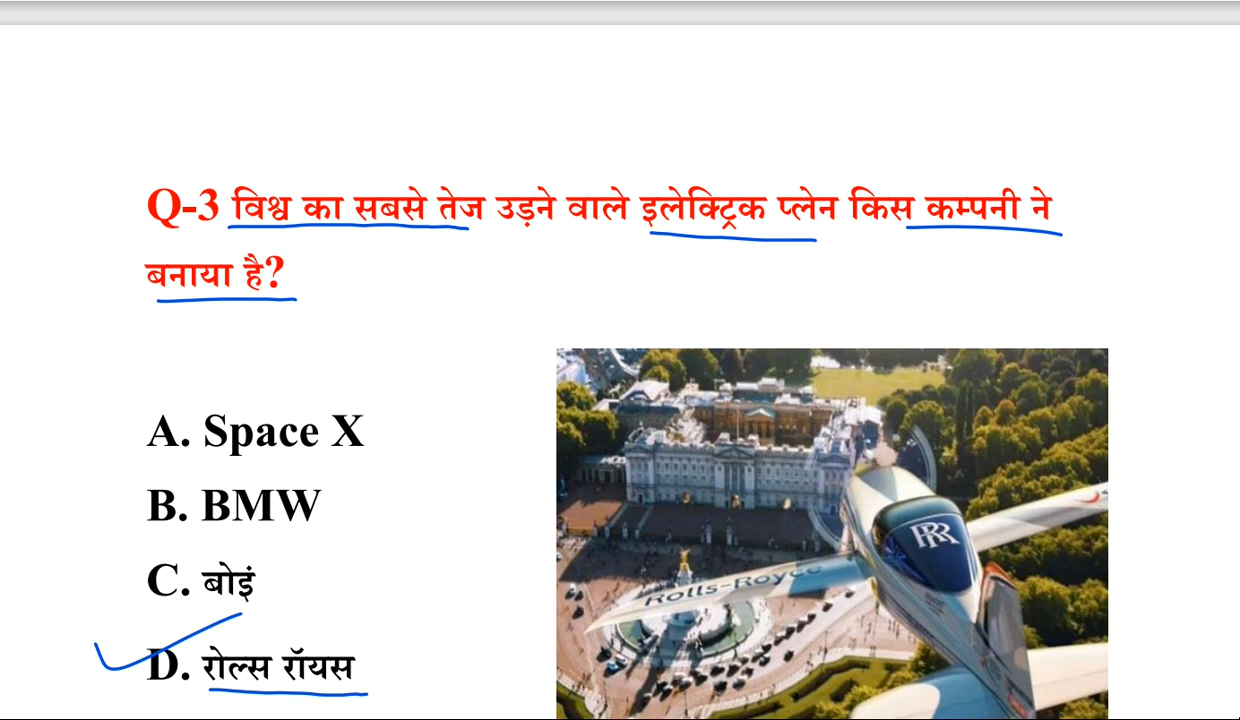 Q-3 विश्व का सबसे तेज उड़ने वाले इलेक्ट्रिक प्लेन किस कम्पनी ने
बनाया है?
A. Space X
B. BMW
C. बोइं
D. रोल्स रॉयस
RR
Rolls-Royce